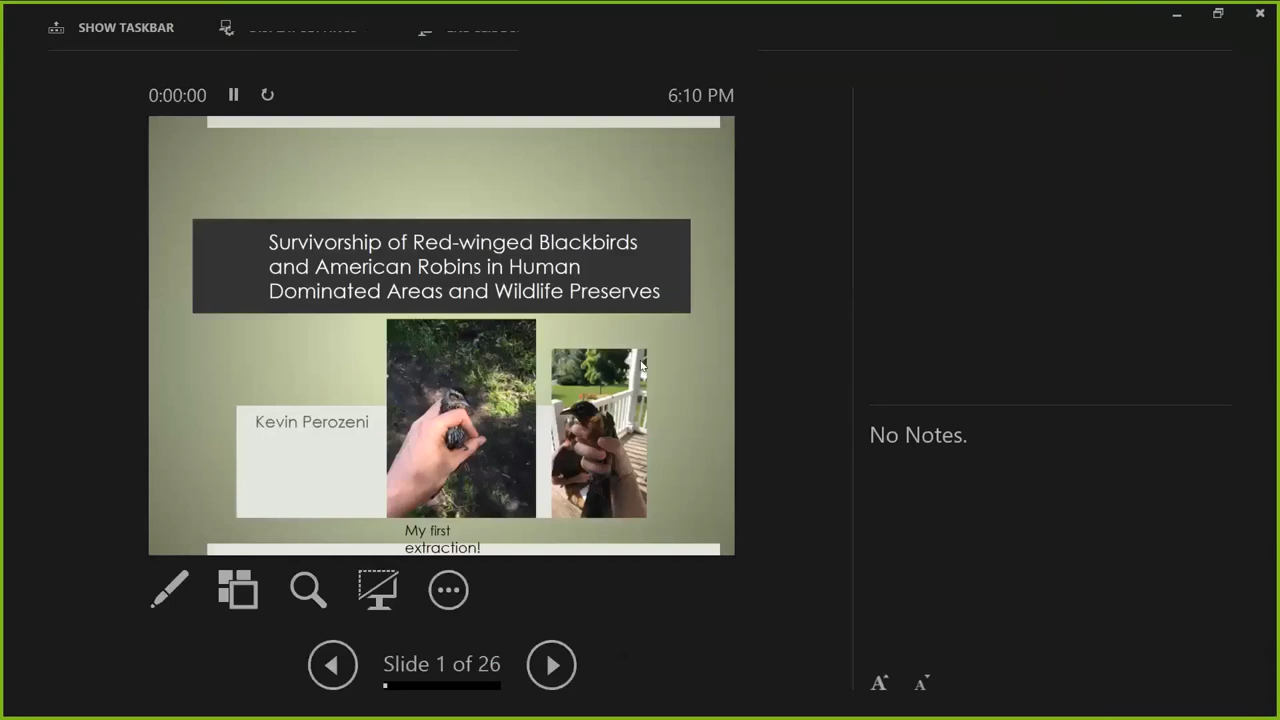 SHOW TASKBAR
0:00:00
6:10 PM
Survivorship of Red-winged Blackbirds
and American Robins in Human
Dominated Areas and Wildlife Preserves
Kevin Perozeni
My first
extraction!
No Notes.
Slide 1 of 26
A A